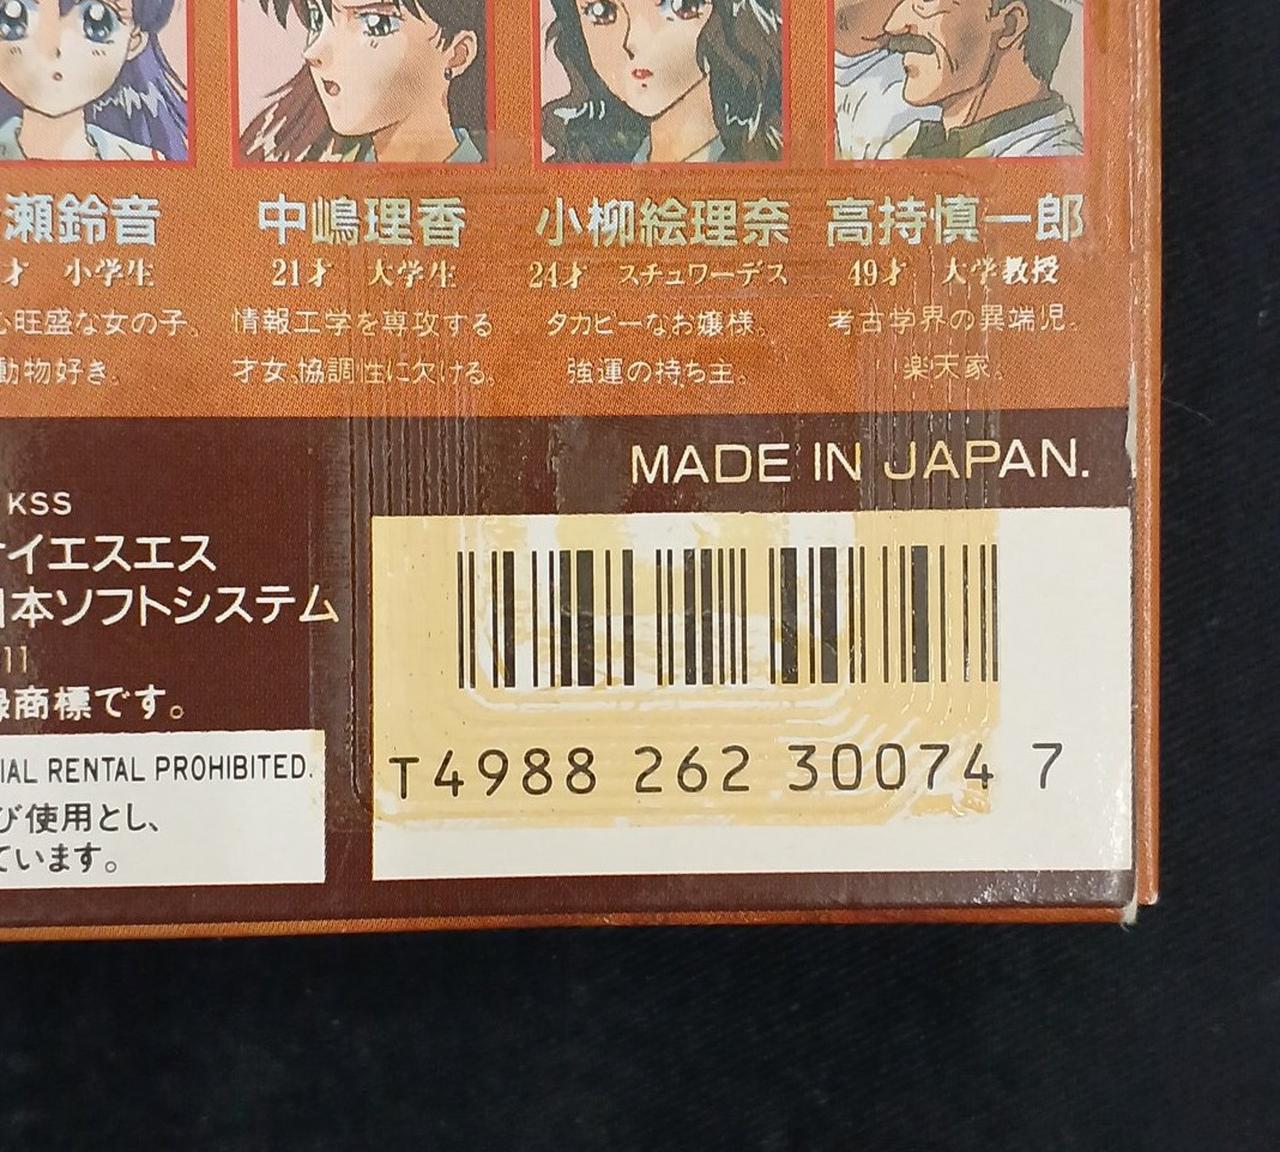 瀬鈴音
才 小学生
旺盛な女の子。
動物好き。
中嶋理香
21才 大学生
情報工学を専攻する
才女。協調性に欠ける。
小柳絵理奈
24才 スチュワーデス
タカビーなお嬢様。
強運の持ち主。
高持慎一郎
49才 大学教授
考古学界の異端児。
楽天家。
MADE IN JAPAN.
KSS
イエスエス
本ソフトシステム
11
商標です。
IAL RENTAL PROHIBITED.
び使用とし、
ています。
T4988 262 30074 7